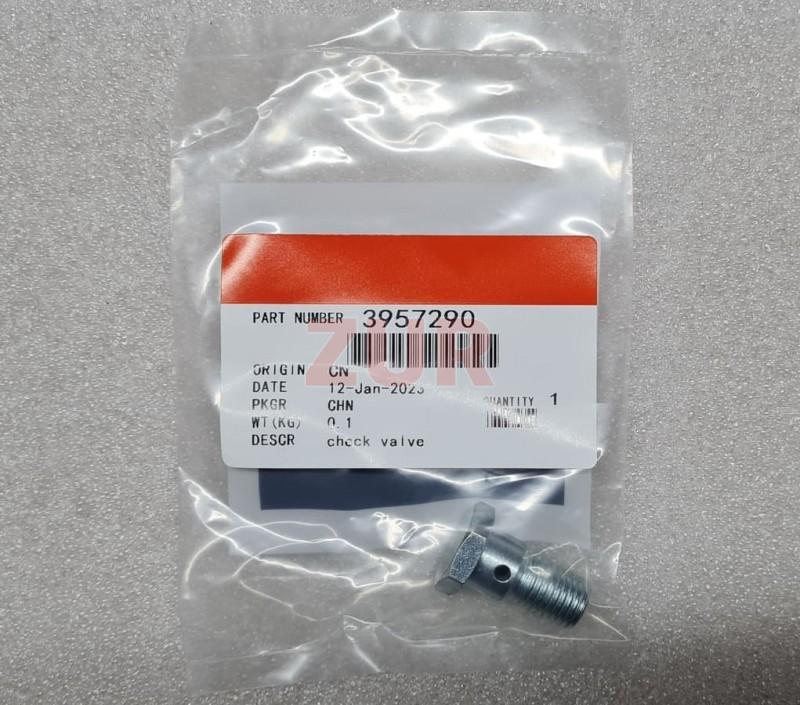 PART NUMBER 3957290
ZUR
ORIGIN CN
DATE 12-Jan-2023
PKGR CHN
QUANTITY 1
WT(KG) 0.1
DESCR check valve